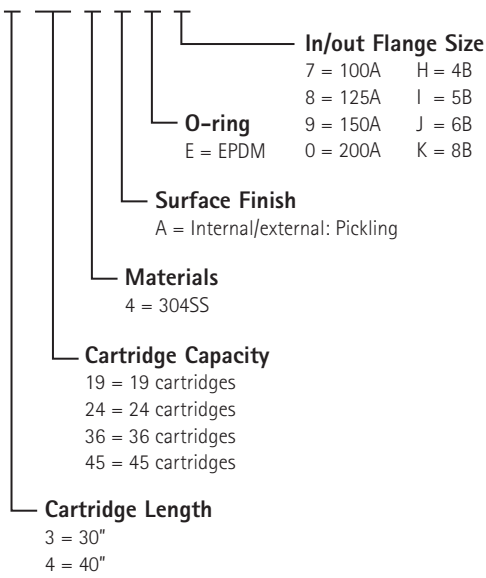 In/out Flange Size
7 = 100A H = 4B
8 = 125A I = 5B
9 = 150A J = 6B
0 = 200A K = 8B
O-ring
E = EPDM
Surface Finish
A = Internal/external: Pickling
Materials
4 = 304SS
Cartridge Capacity
19 = 19 cartridges
24 = 24 cartridges
36 = 36 cartridges
45 = 45 cartridges
Cartridge Length
3 = 30"
4 = 40"